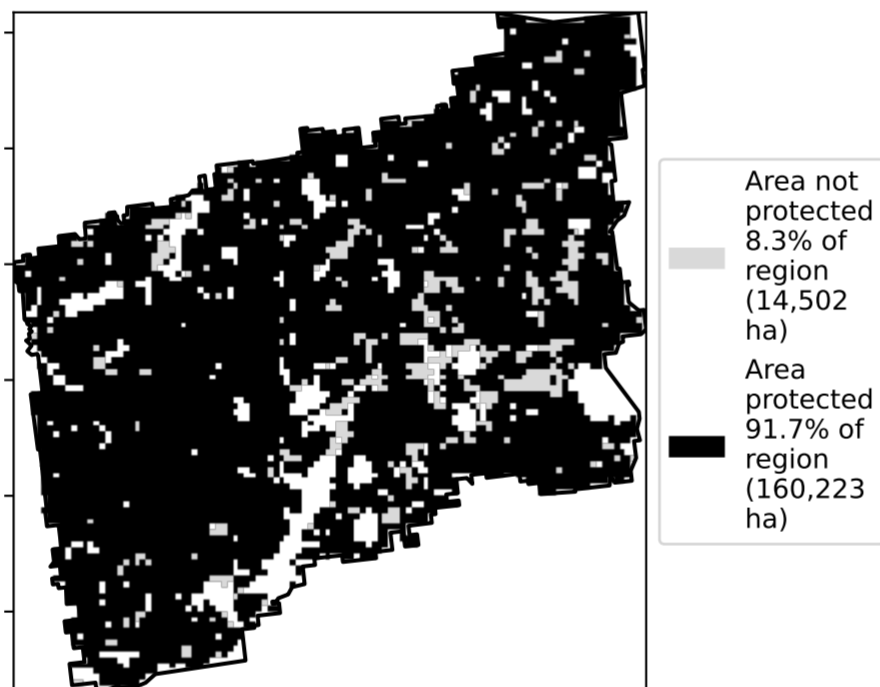 Area not
protected
8.3% of
region
(14,502
ha)
Area
protected
91.7% of
region
(160,223
ha)